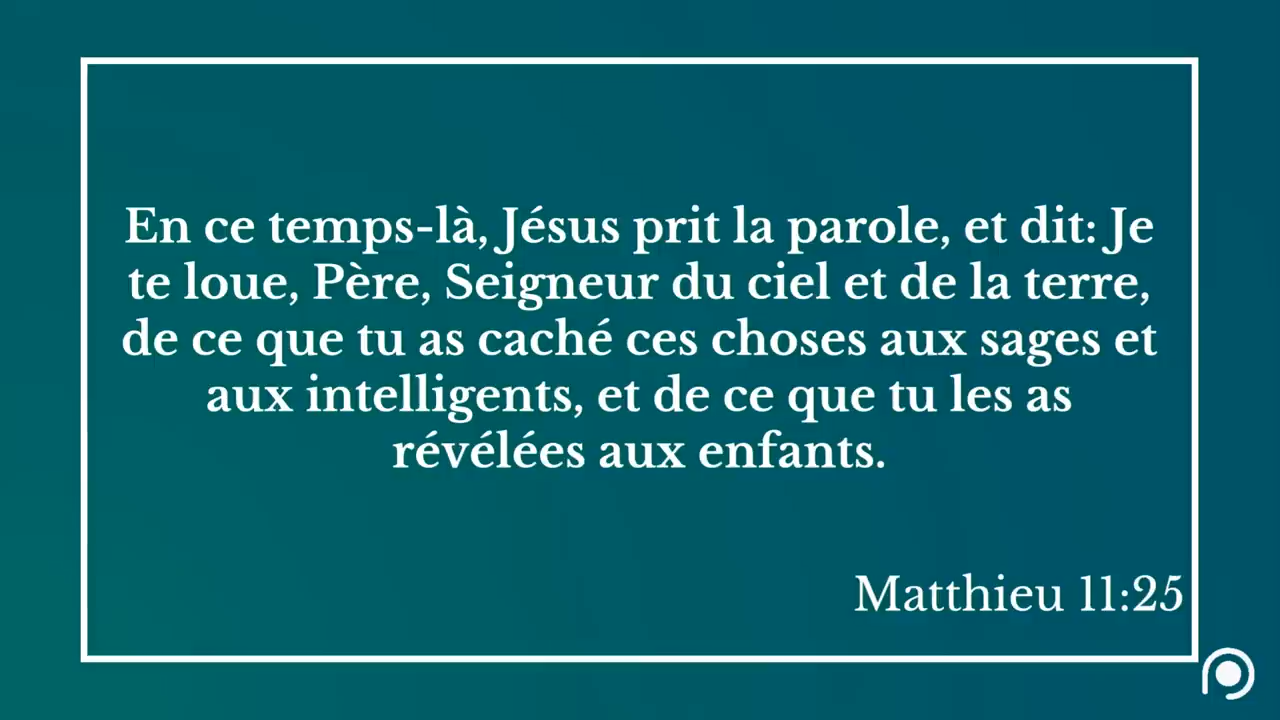 En ce temps-là, Jésus prit la parole, et dit: Je
te loue, Père, Seigneur du ciel et de la terre,
de ce que tu as caché ces choses aux sages et
aux intelligents, et de ce que tu les as
révélées aux enfants.
Matthieu 11:25